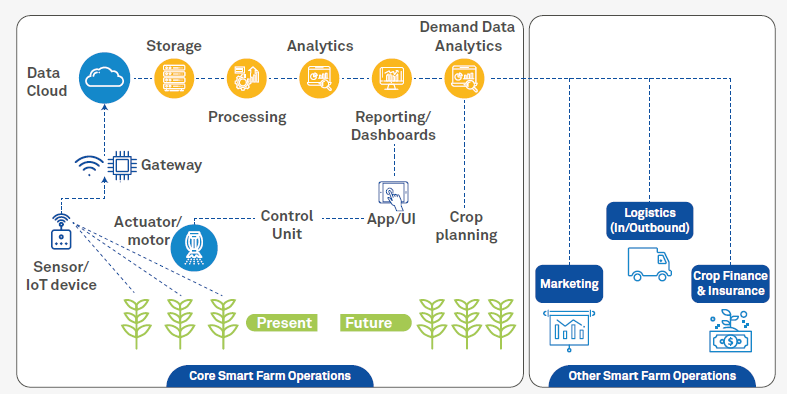 Demand Data
Analytics
Storage
Analytics
Data
Cloud
Processing
Reporting/
Dashboards
Gateway
Actuator/
motor
Control
Unit
App/UI
Crop
planning
Logistics
(In/Outbound)
Sensor/
IoT device
Marketing
Crop Finance
& Insurance
Present
Future
Core Smart Farm Operations
Other Smart Farm Operations